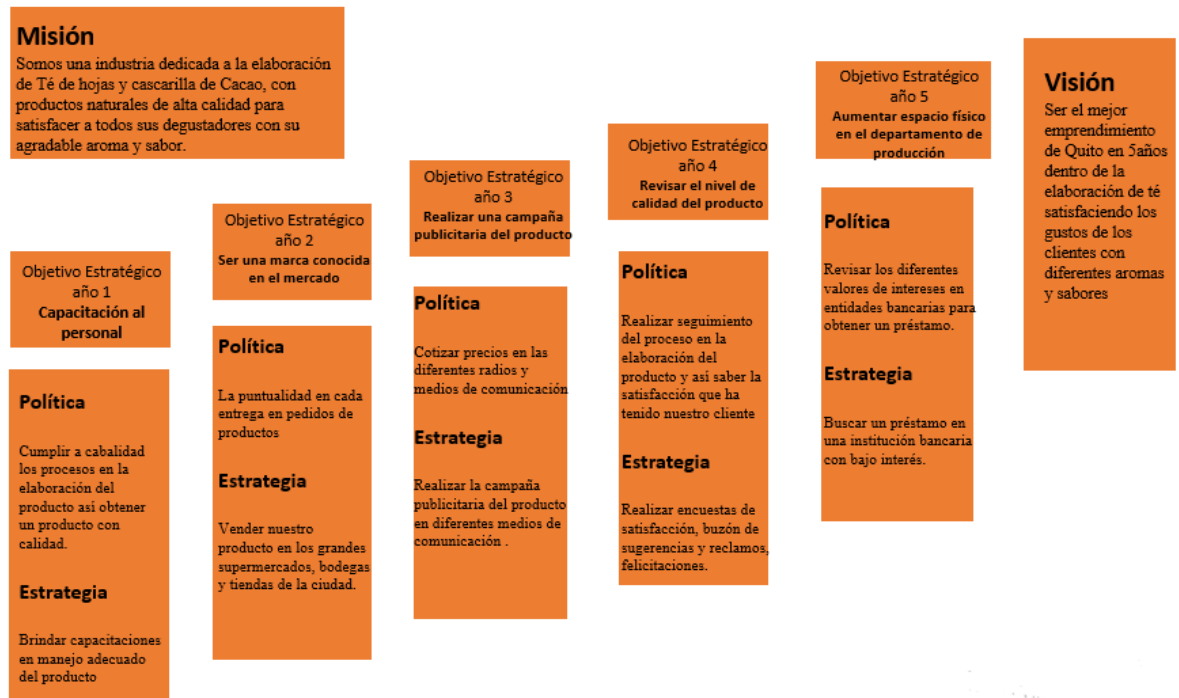 Misión
Somos una industria dedicada a la elaboración
de Té de hojas y cascarilla de Cacao, con
productos naturales de alta calidad para
satisfacer a todos sus degustadores con su
agradable aroma y sabor.
Objetivo Estratégico
año 1
Capacitación al
personal
Política
Cumplir a cabalidad
los procesos en la
elaboración del
producto así obtener
un producto con
calidad.
Estrategia
Brindar capacitaciones
en manejo adecuado
del producto
Objetivo Estratégico
año 2
Ser una marca conocida
en el mercado
Política
La puntualidad en cada
entrega en pedidos de
productos
Estrategia
Vender nuestro
producto en los grandes
supermercados, bodegas
y tiendas de la ciudad.
Objetivo Estratégico
año 3
Realizar una campaña
publicitaria del producto
Política
Cotizar precios en las
diferentes radios y
medios de comunicación
Estrategia
Realizar la campaña
publicitaria del producto
en diferentes medios de
comunicación .
Objetivo Estratégico
año 4
Revisar el nivel de
calidad del producto
Política
Realizar seguimiento
del proceso en la
elaboración del
producto y así saber la
satisfacción que ha
tenido nuestro cliente
Estrategia
Realizar encuestas de
satisfacción, buzón de
sugerencias y reclamos,
felicitaciones.
Objetivo Estratégico
año 5
Aumentar espacio físico
en el departamento de
producción
Política
Revisar los diferentes
valores de intereses en
entidades bancarias para
obtener un préstamo.
Estrategia
Buscar un préstamo en
una institución bancaria
con bajo interés.
Visión
Ser el mejor
emprendimiento
de Quito en 5años
dentro de la
elaboración de té
satisfaciendo los
gustos de los
clientes con
diferentes aromas
y sabores